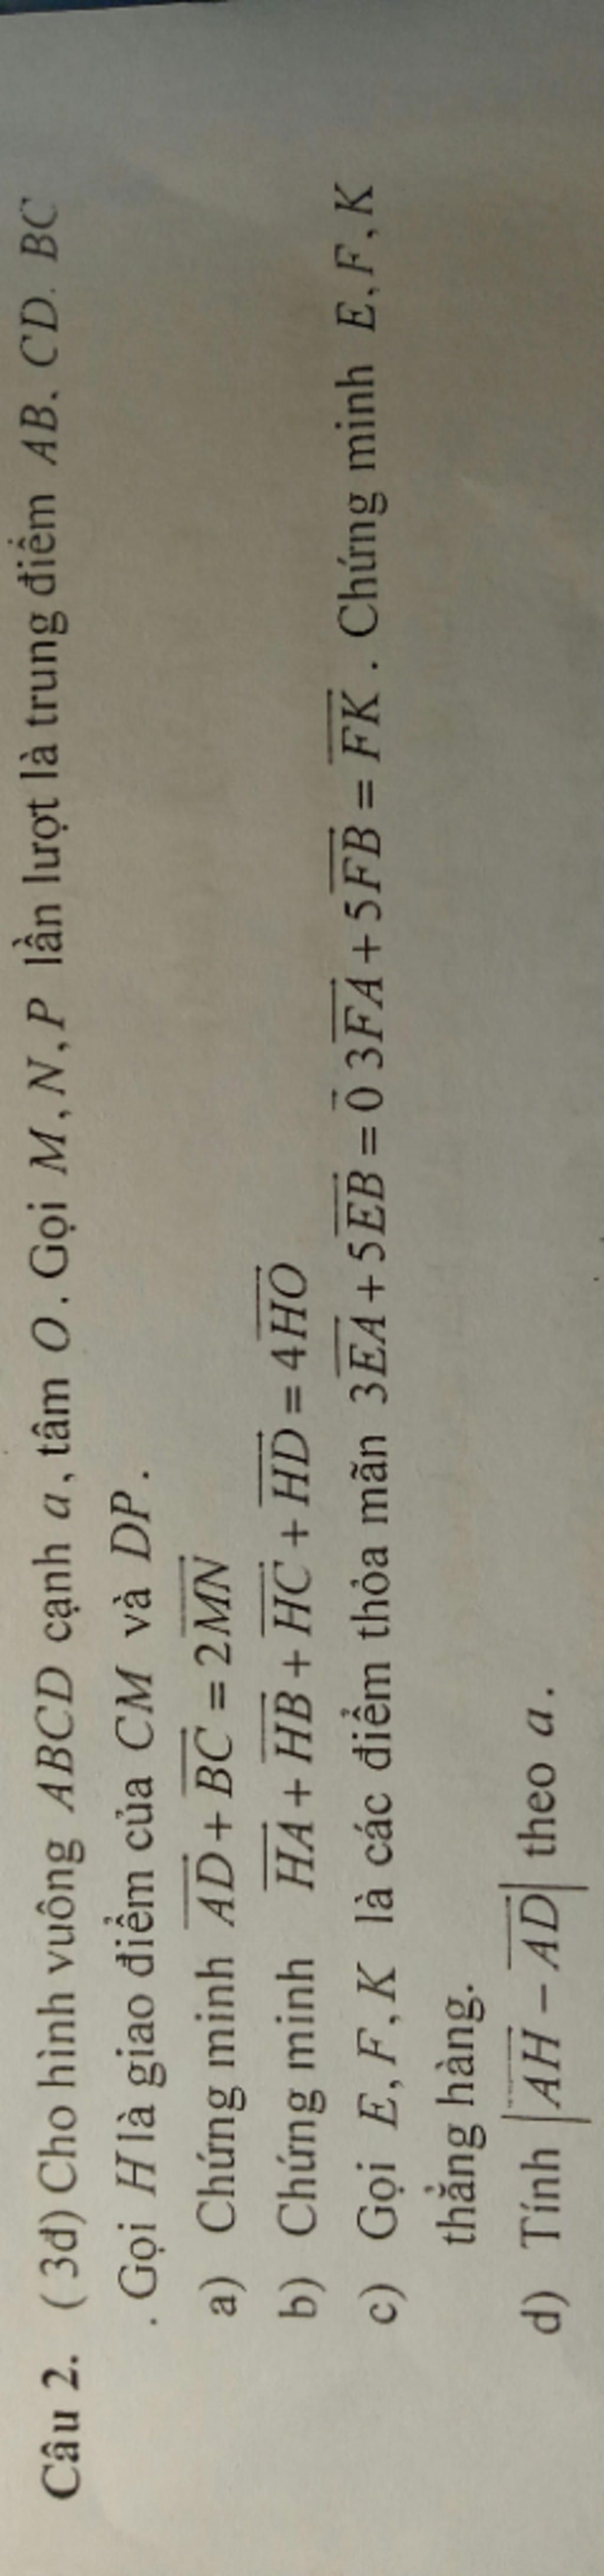 Câu 2. (3đ) Cho hình vuông ABCD cạnh a, tâm O. Gọi M, N, P lần lượt là trung điểm AB, CD. BC
. Gọi H là giao điểm của CM và DP.
a) Chứng minh $\overrightarrow{AD}+\overrightarrow{BC}=2\overrightarrow{MN}$
b) Chứng minh $\overrightarrow{HA}+\overrightarrow{HB}+\overrightarrow{HC}+\overrightarrow{HD}=4\overrightarrow{HO}$
c) Gọi E, F, K là các điểm thỏa mãn $3\overrightarrow{EA}+5\overrightarrow{EB}=\vec{0}$ $3\overrightarrow{FA}+5\overrightarrow{FB}=\overrightarrow{FK}$. Chứng minh E, F, K
thẳng hàng.
d) Tính $|\overrightarrow{AH}-\overrightarrow{AD}|$ theo a.